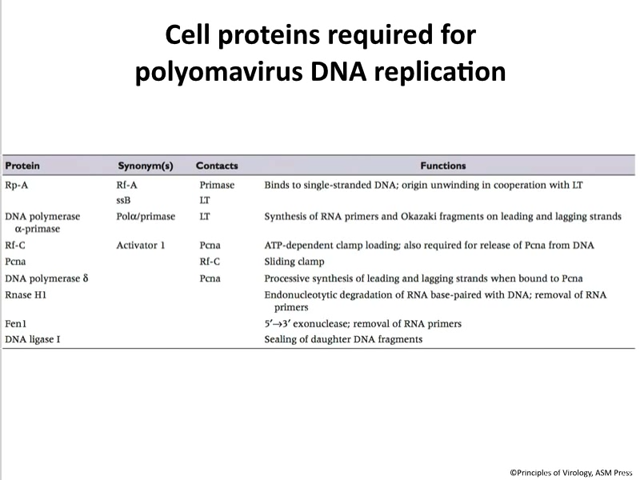 Cell proteins required for
polyomavirus DNA replication
Protein Synonym(s) Contacts Functions
Rp-A Rf-A Primase Binds to single-stranded DNA; origin unwinding in cooperation with LT
ssB LT
DNA polymerase Polα/primase LT Synthesis of RNA primers and Okazaki fragments on leading and lagging strands
α-primase
Rf-C Activator 1 Pcna ATP-dependent clamp loading; also required for release of Pcna from DNA
Pcna Rf-C Sliding clamp
DNA polymerase δ Pcna Processive synthesis of leading and lagging strands when bound to Pcna
Rnase H1 Endonucleotytic degradation of RNA base-paired with DNA; removal of RNA
primers
Fen1 5′→3′ exonuclease; removal of RNA primers
DNA ligase I Sealing of daughter DNA fragments
©Principles of Virology, ASM Press